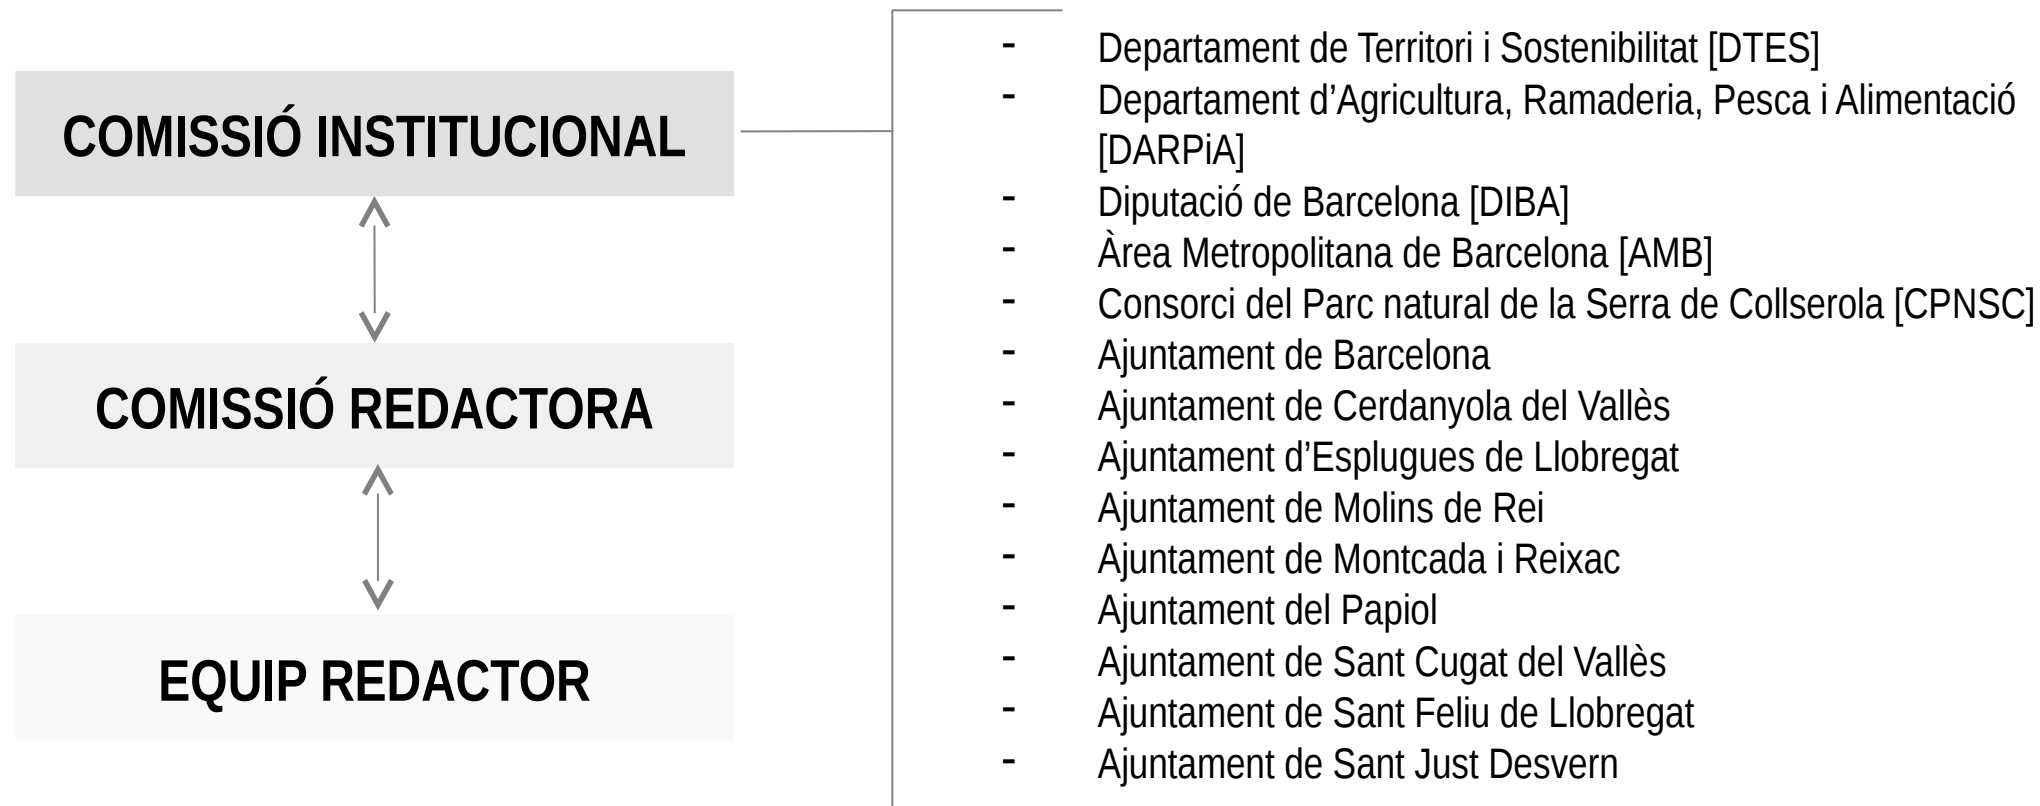 COMISSIÓ INSTITUCIONAL
COMISSIÓ REDACTORA
EQUIP REDACTOR
- Departament de Territori i Sostenibilitat [DTES]
- Departament d’Agricultura, Ramaderia, Pesca i Alimentació
[DARPiA]
- Diputació de Barcelona [DIBA]
- Àrea Metropolitana de Barcelona [AMB]
- Consorci del Parc natural de la Serra de Collserola [CPNSC]
- Ajuntament de Barcelona
- Ajuntament de Cerdanyola del Vallès
- Ajuntament d’Esplugues de Llobregat
- Ajuntament de Molins de Rei
- Ajuntament de Montcada i Reixac
- Ajuntament del Papiol
- Ajuntament de Sant Cugat del Vallès
- Ajuntament de Sant Feliu de Llobregat
- Ajuntament de Sant Just Desvern